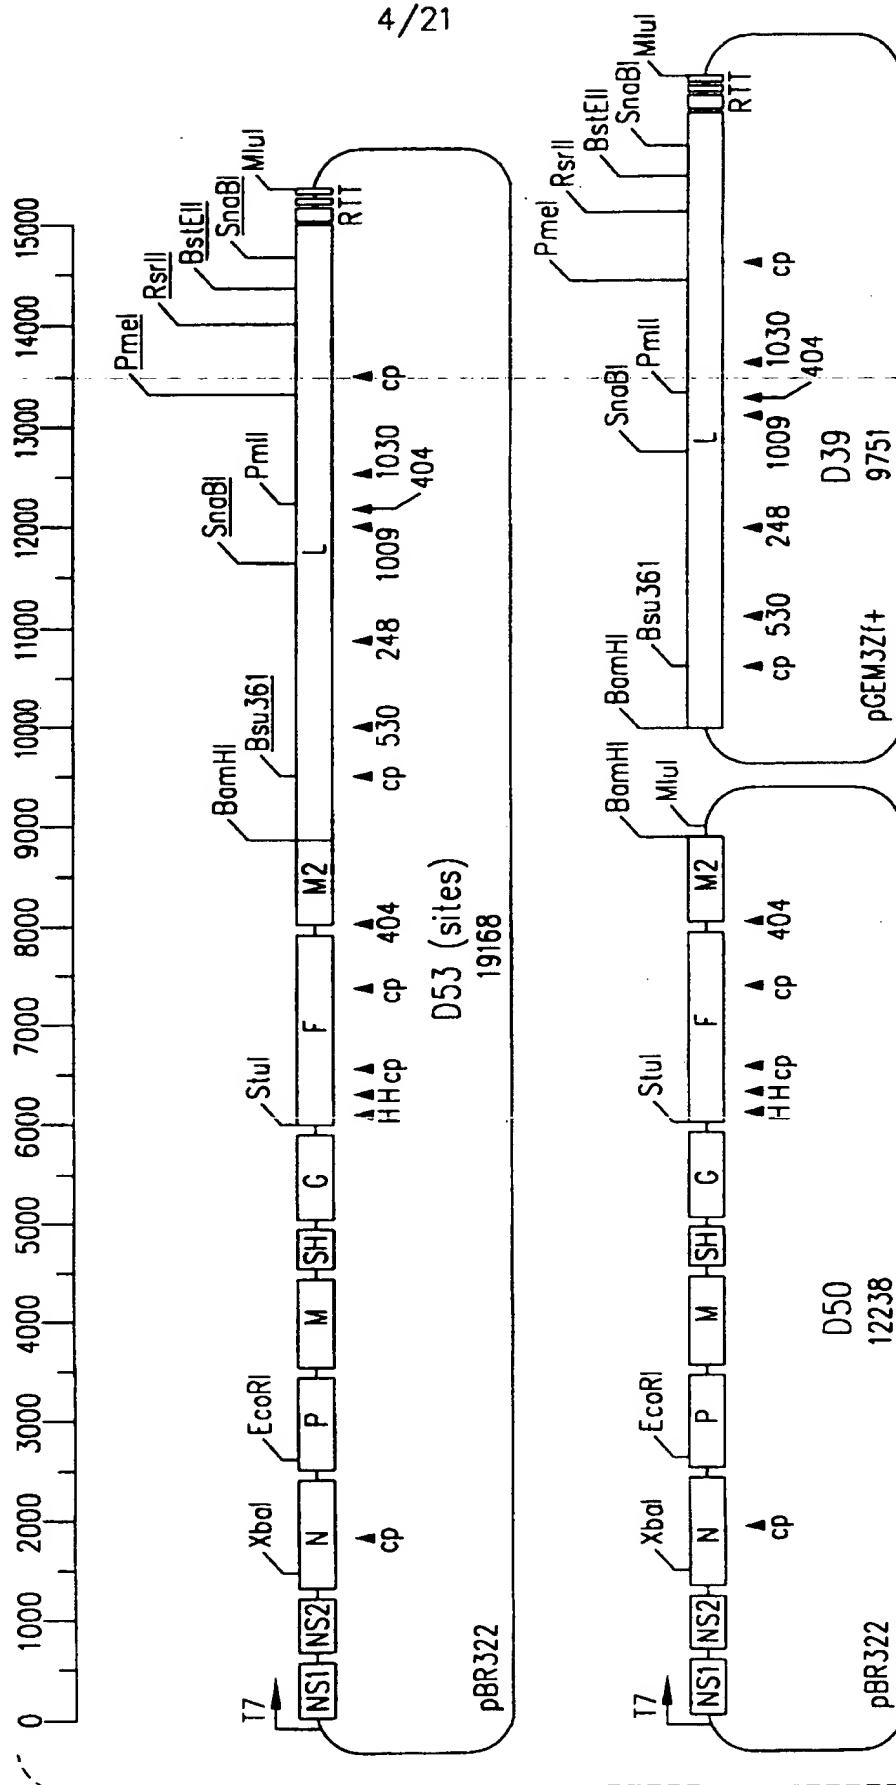 4/21
0 1000 2000 3000 4000 5000 6000 7000 8000 9000 10000 11000 12000 13000 14000 15000
T7 XbaI EcoRI StuI BamHI Bsu361 SnaBI PmlI PmeI RsrII BstEII SnaBI MluI
NS1 NS2 N P M SH G F M2 L
RTT
cp HHcp cp 404 cp 530 248 1009 404 1030 cp
D53 (sites)
19168
pBR322
T7 XbaI EcoRI StuI BamHI MluI
NS1 NS2 N P M SH G F M2
cp HHcp cp 404
D50
12238
pBR322
BamHI Bsu361 SnaBI PmlI PmeI RsrII BstEII SnaBI MluI
L
RTT
cp 530 248 1009 404 1030 cp
D39
9751
pGEM3Zf+